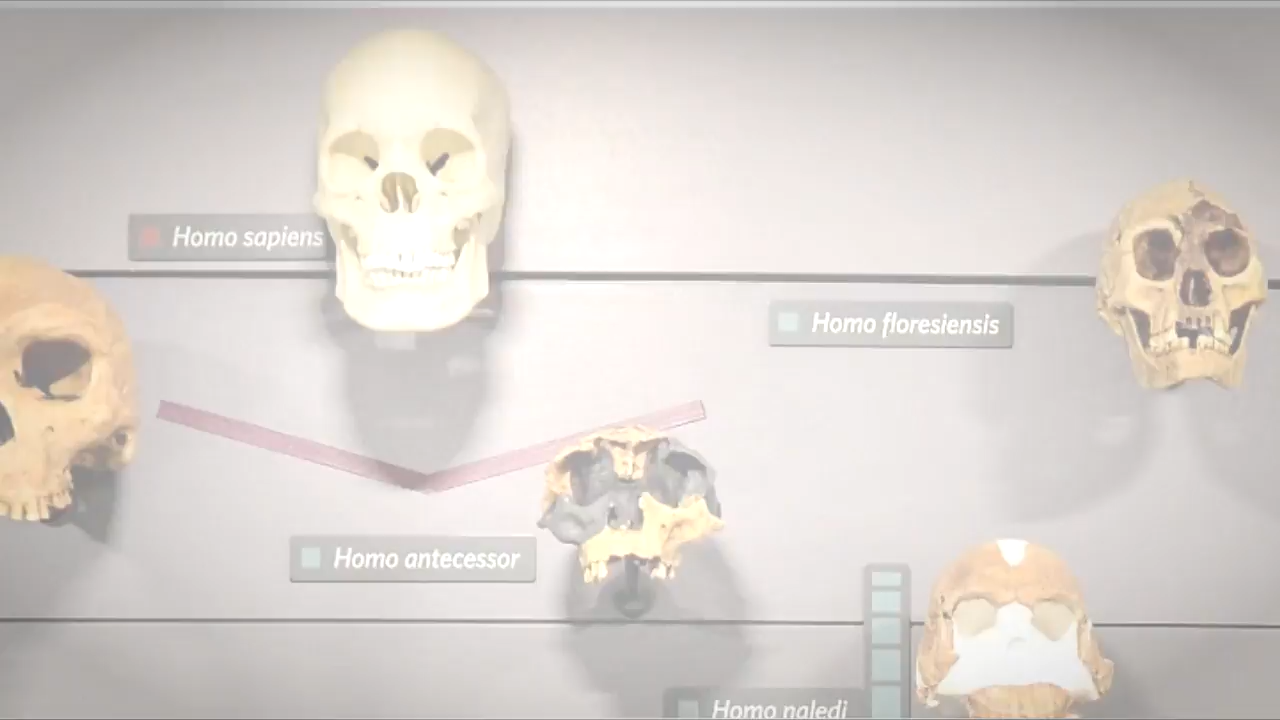 Homo sapiens
Homo floresiensis
Homo antecessor
Homo naledi